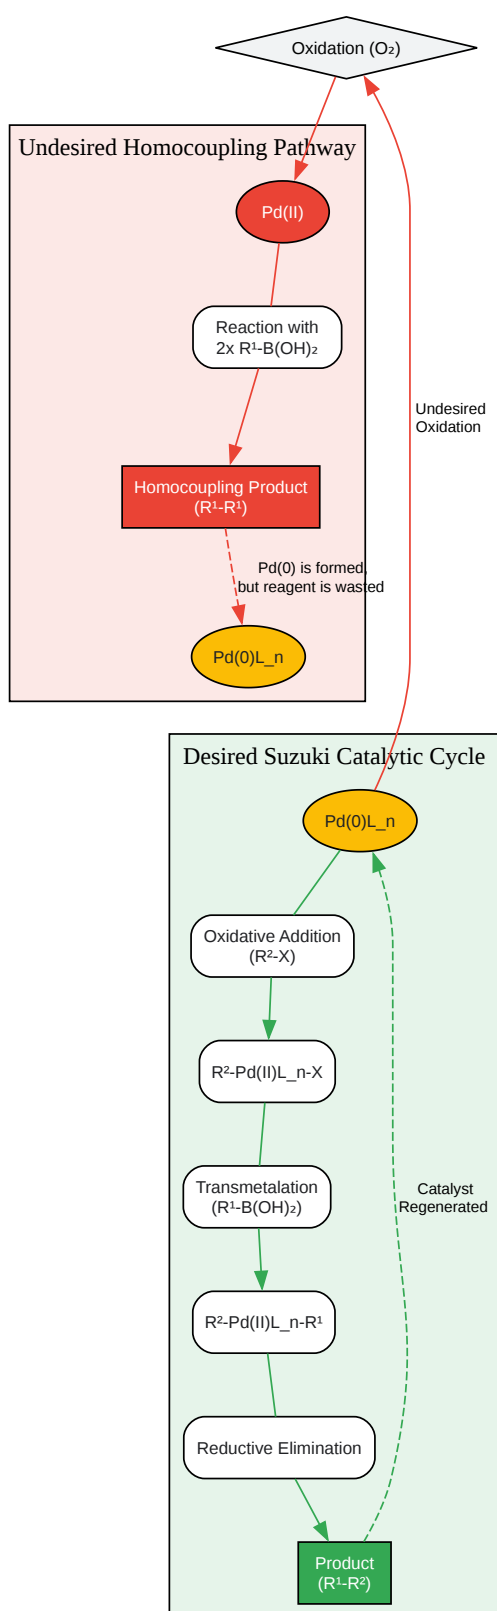 Oxidation (O₂)
Undesired Homocoupling Pathway
Pd(II)
Reaction with
2x R¹-B(OH)₂
Undesired
Oxidation
Homocoupling Product
(R¹-R¹)
Pd(0) is formed,
but reagent is wasted
Pd(0)L_n
Desired Suzuki Catalytic Cycle
Pd(0)L_n
Oxidative Addition
(R²-X)
R²-Pd(II)L_n-X
Transmetalation
(R¹-B(OH)₂)
Catalyst
Regenerated
R²-Pd(II)L_n-R¹
Reductive Elimination
Product
(R¹-R²)